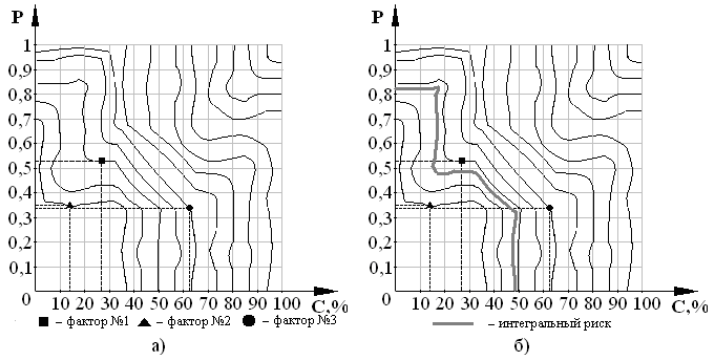 P P
1 1
0,9 0,9
0,8 0,8
0,7 0,7
0,6 0,6
0,5 0,5
0,4 0,4
0,3 0,3
0,2 0,2
0,1 0,1
0 10 20 30 40 50 60 70 80 90 100 C,% 0 10 20 30 40 50 60 70 80 90 100 C,%
– фактор №1 – фактор №2 – фактор №3 – интегральный риск
а) б)